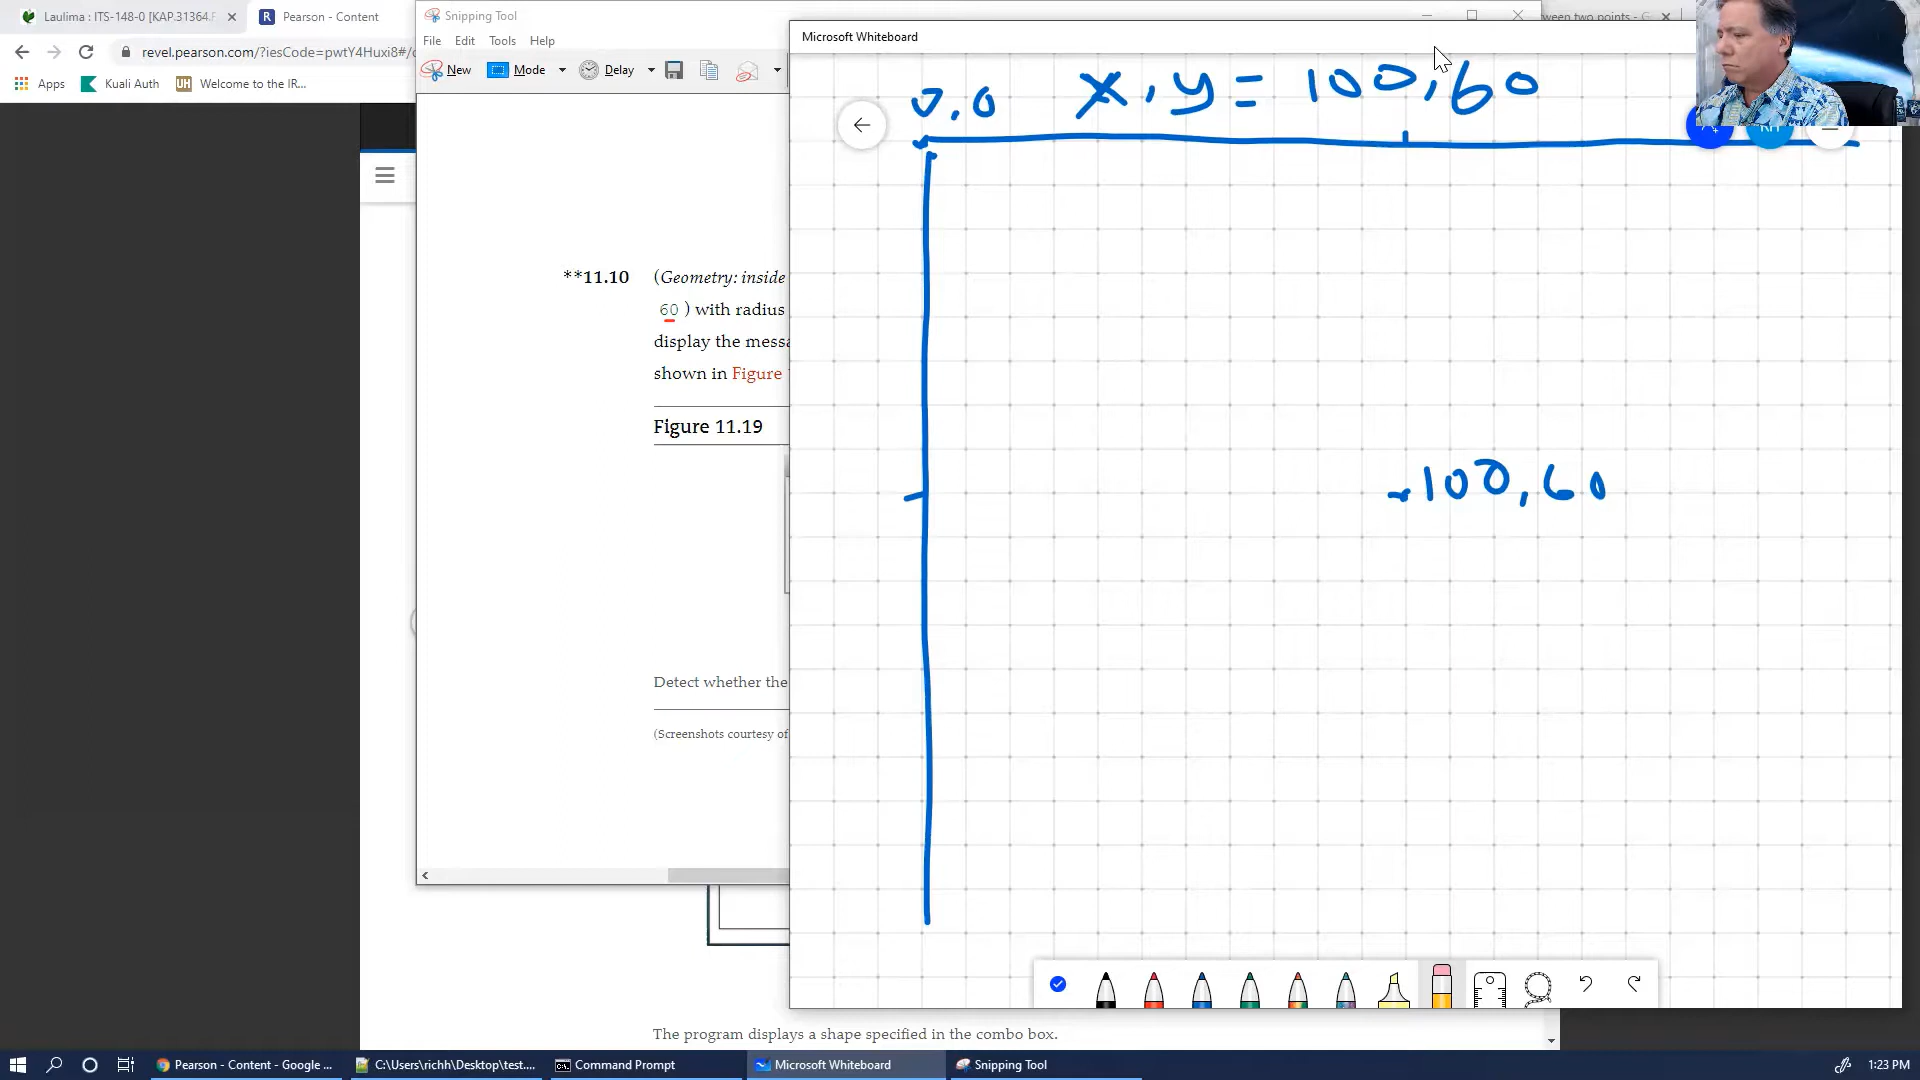 Laulima : ITS-148-0 [KAP.31364.F
Pearson - Content
ween two points - G
revel.pearson.com/?iesCode=pwtY4Huxi8#/c
Apps
Kuali Auth
Welcome to the IR...
Snipping Tool
File Edit Tools Help
New Mode Delay
Microsoft Whiteboard
0,0 x,y = 100,60
**11.10 (Geometry: inside
60 ) with radius
display the messa
shown in Figure
Figure 11.19
100,60
Detect whether the
(Screenshots courtesy of
The program displays a shape specified in the combo box.
Pearson - Content - Google ...
C:\Users\richh\Desktop\test....
Command Prompt
Microsoft Whiteboard
Snipping Tool
1:23 PM